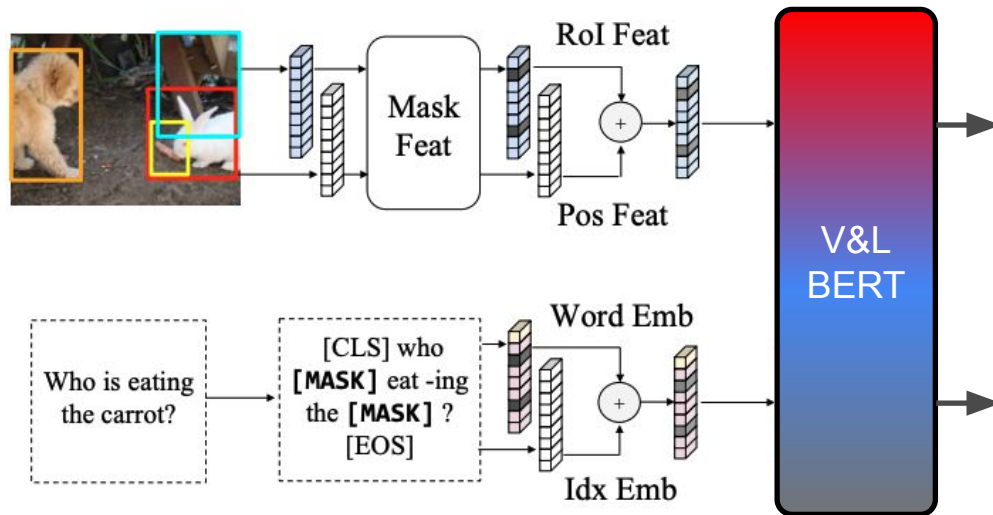 RoI Feat
Mask
Feat
+
Pos Feat
V&L
BERT
Word Emb
Who is eating
the carrot?
[CLS] who
[MASK] eat -ing
the [MASK] ?
[EOS]
+
Idx Emb